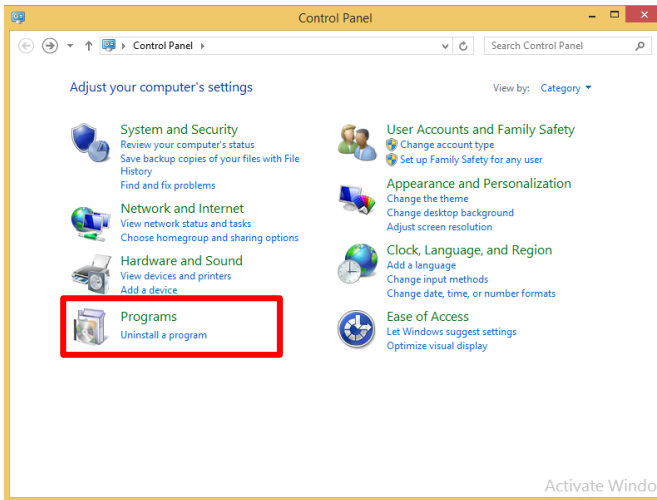 Control Panel
Control Panel
Search Control Panel
Adjust your computer's settings
View by: Category
System and Security
Review your computer's status
Save backup copies of your files with File
History
Find and fix problems
Network and Internet
View network status and tasks
Choose homegroup and sharing options
Hardware and Sound
View devices and printers
Add a device
Programs
Uninstall a program
User Accounts and Family Safety
Change account type
Set up Family Safety for any user
Appearance and Personalization
Change the theme
Change desktop background
Adjust screen resolution
Clock, Language, and Region
Add a language
Change input methods
Change date, time, or number formats
Ease of Access
Let Windows suggest settings
Optimize visual display
Activate Windo